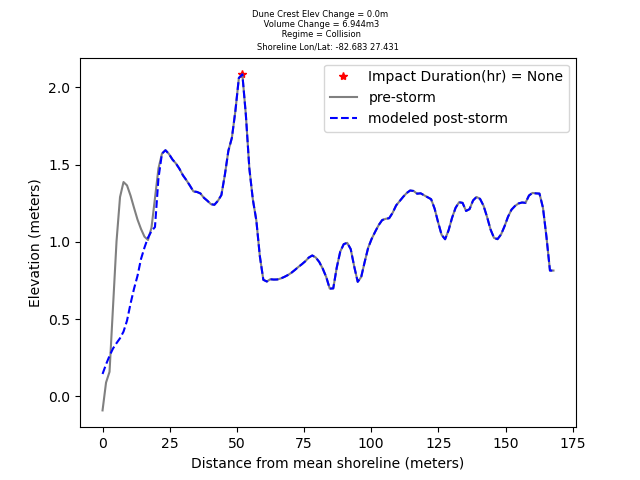 Dune Crest Elev Change = 0.0m
Volume Change = 6.944m3
Regime = Collision
Shoreline Lon/Lat: -82.683 27.431
Impact Duration(hr) = None
pre-storm
modeled post-storm
Elevation (meters)
2.0
1.5
1.0
0.5
0.0
0 25 50 75 100 125 150 175
Distance from mean shoreline (meters)